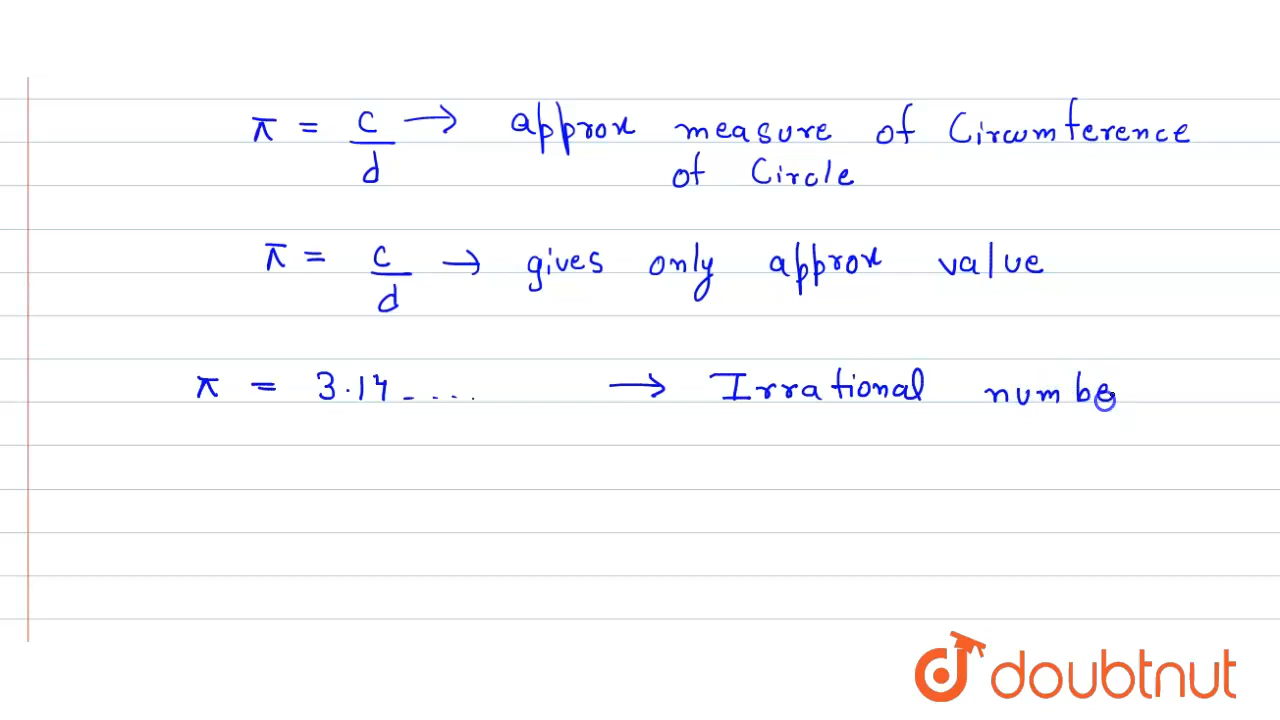 π = c/d → approx measure of Circumference
of Circle
π = c/d → gives only approx value
π = 3.14 - ... → Irrational numbe
doubtnut